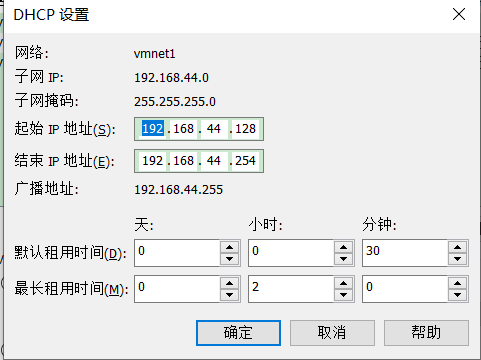 DHCP 设置
网络: vmnet1
子网 IP: 192.168.44.0
子网掩码: 255.255.255.0
起始 IP 地址(S): 192 .168 . 44 .128
结束 IP 地址(E): 192 .168 . 44 .254
广播地址: 192.168.44.255
天: 小时: 分钟:
默认租用时间(D): 0 0 30
最长租用时间(M): 0 2 0
确定 取消 帮助